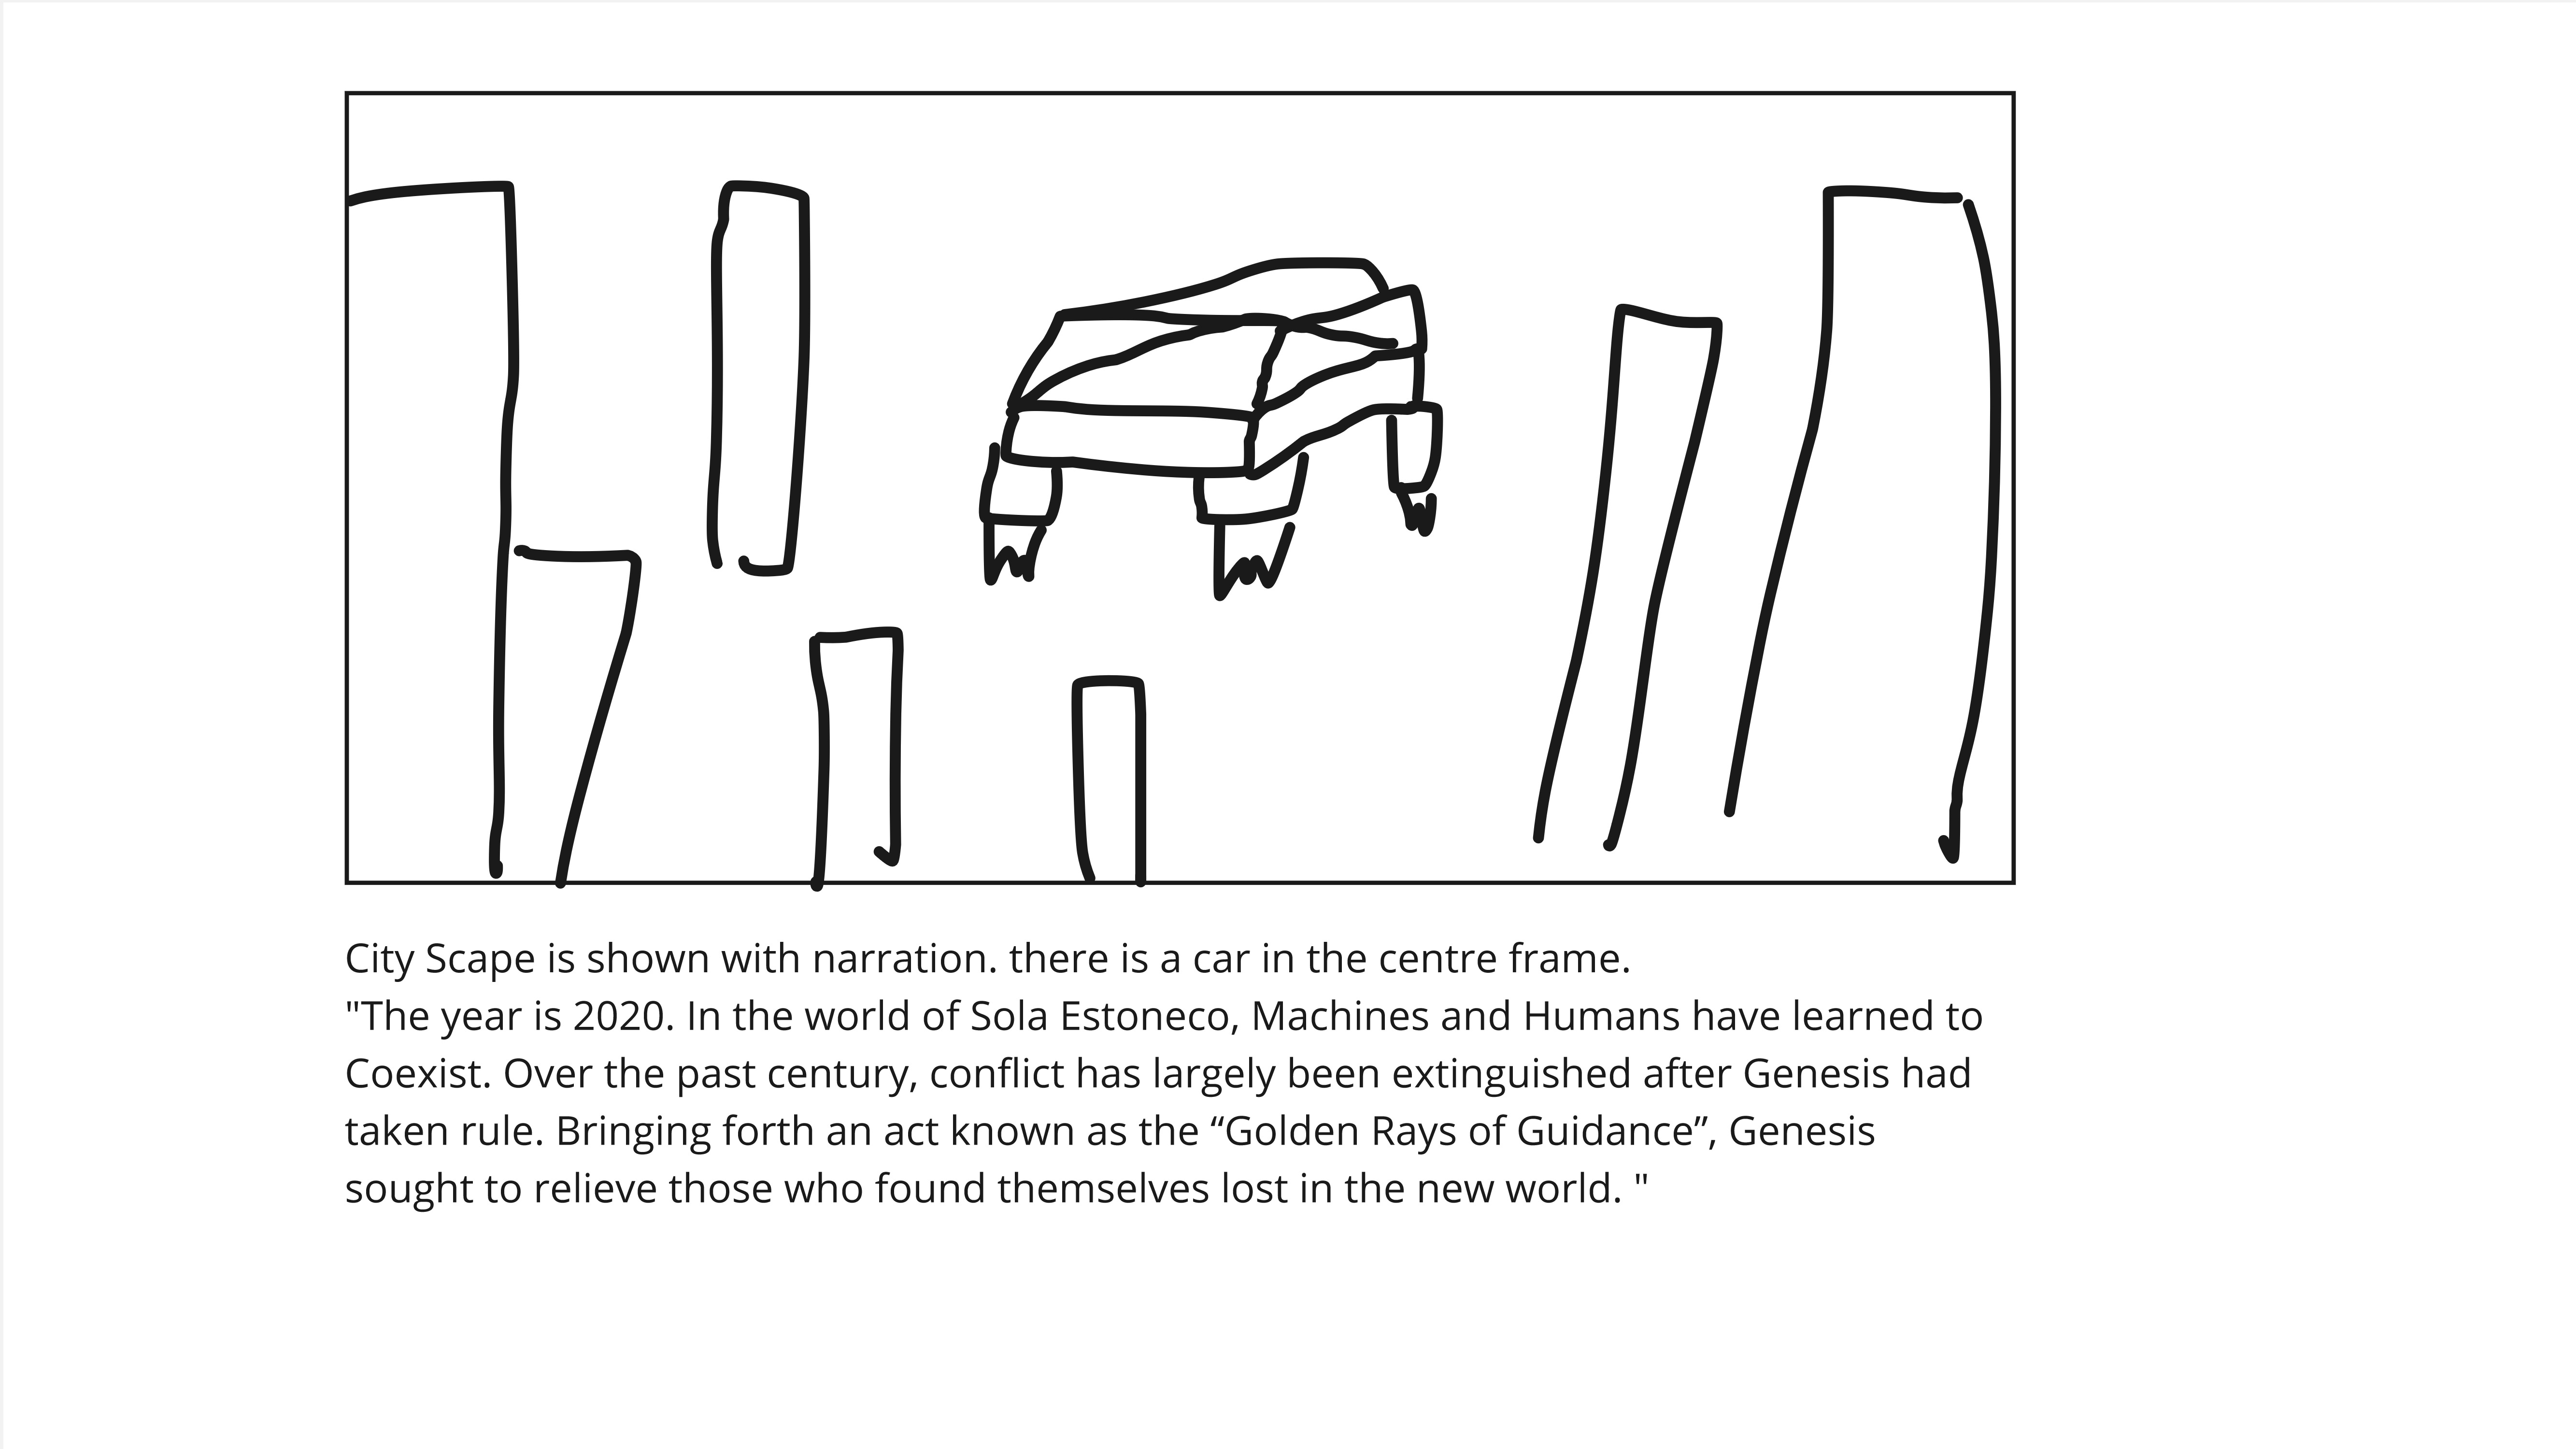 City Scape is shown with narration. there is a car in the centre frame.
"The year is 2020. In the world of Sola Estoneco, Machines and Humans have learned to
Coexist. Over the past century, conflict has largely been extinguished after Genesis had
taken rule. Bringing forth an act known as the “Golden Rays of Guidance”, Genesis
sought to relieve those who found themselves lost in the new world. "